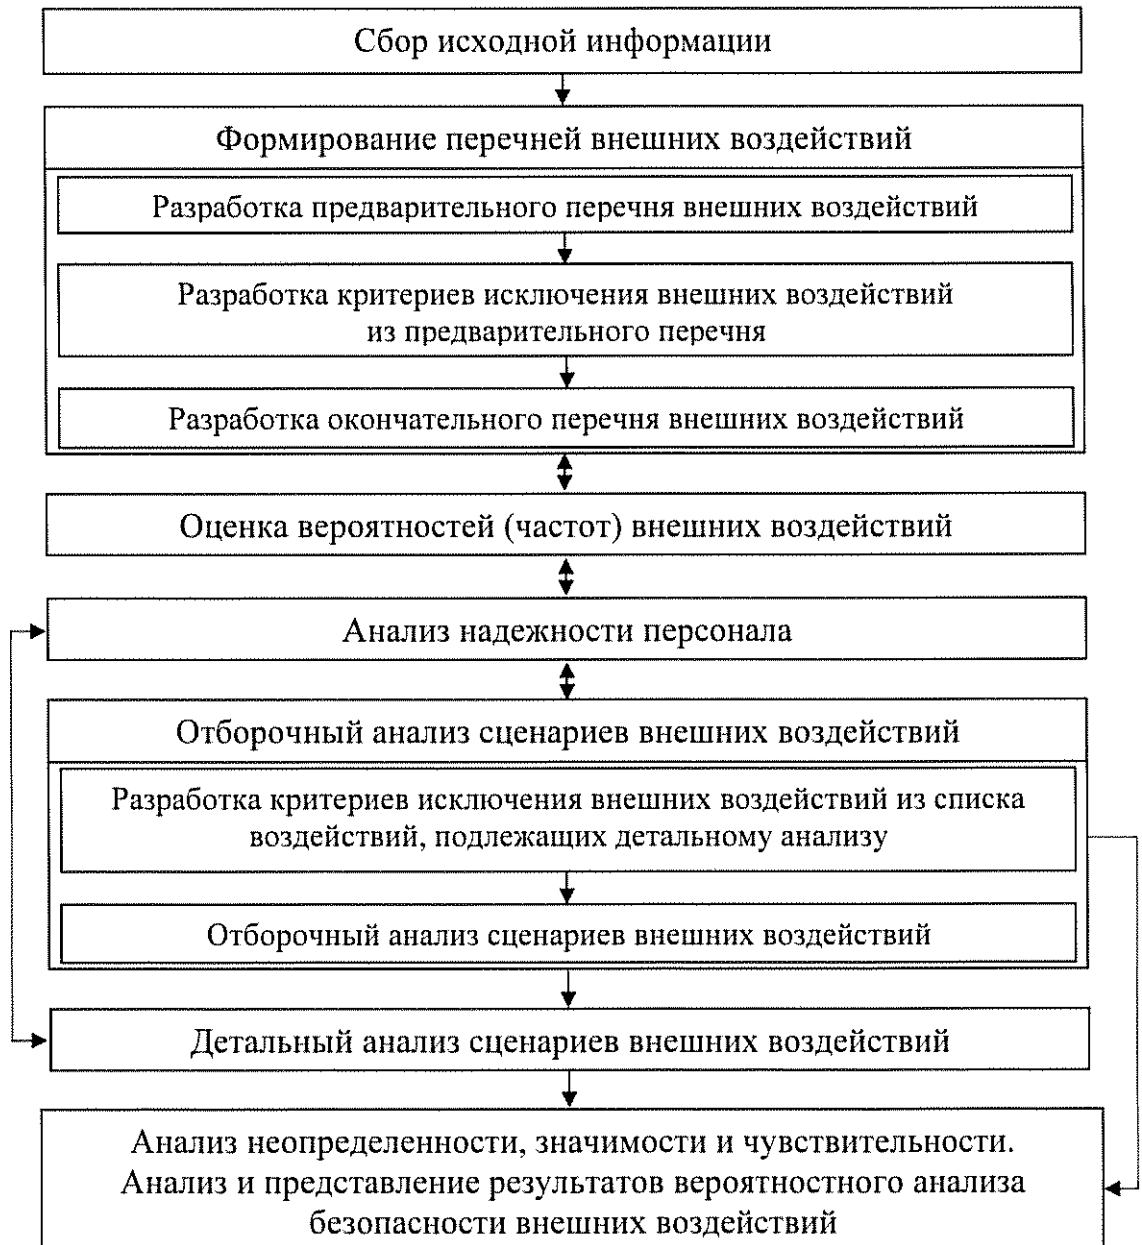 Сбор исходной информации
Формирование перечней внешних воздействий
Разработка предварительного перечня внешних воздействий
Разработка критериев исключения внешних воздействий
из предварительного перечня
Разработка окончательного перечня внешних воздействий
Оценка вероятностей (частот) внешних воздействий
Анализ надежности персонала
Отборочный анализ сценариев внешних воздействий
Разработка критериев исключения внешних воздействий из списка
воздействий, подлежащих детальному анализу
Отборочный анализ сценариев внешних воздействий
Детальный анализ сценариев внешних воздействий
Анализ неопределенности, значимости и чувствительности.
Анализ и представление результатов вероятностного анализа
безопасности внешних воздействий